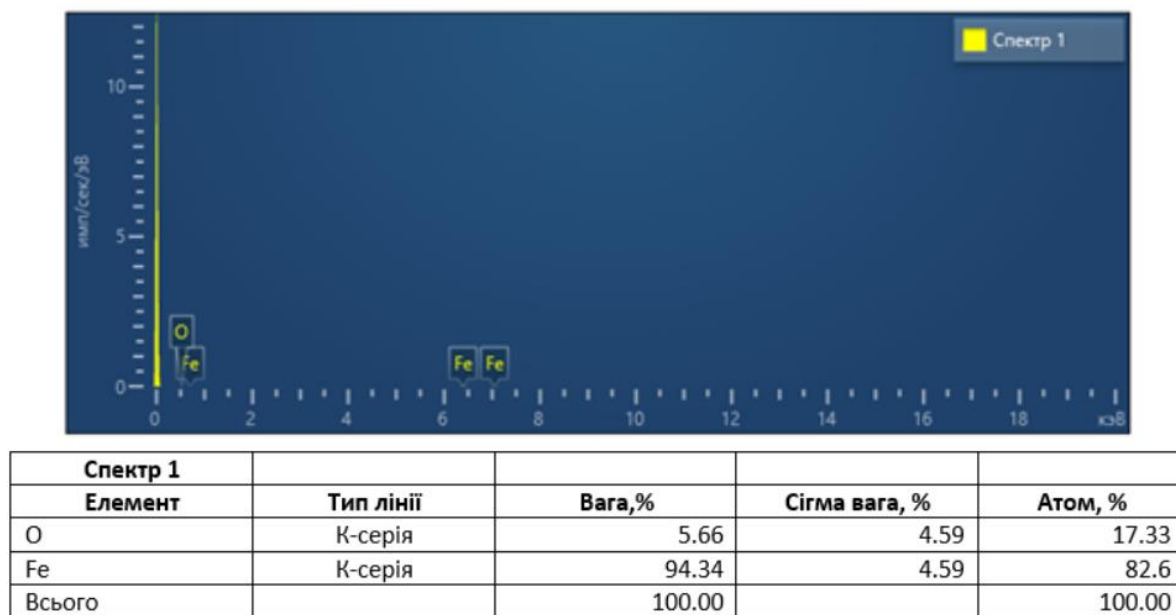 Спектр 1
10
имп/сек/эВ
5
O
Fe Fe Fe
0
0 2 4 6 8 10 12 14 16 18 кэВ
Спектр 1
Елемент Тип лінії Вага,% Сігма вага, % Атом, %
O К-серія 5.66 4.59 17.33
Fe К-серія 94.34 4.59 82.6
Всього 100.00 100.00